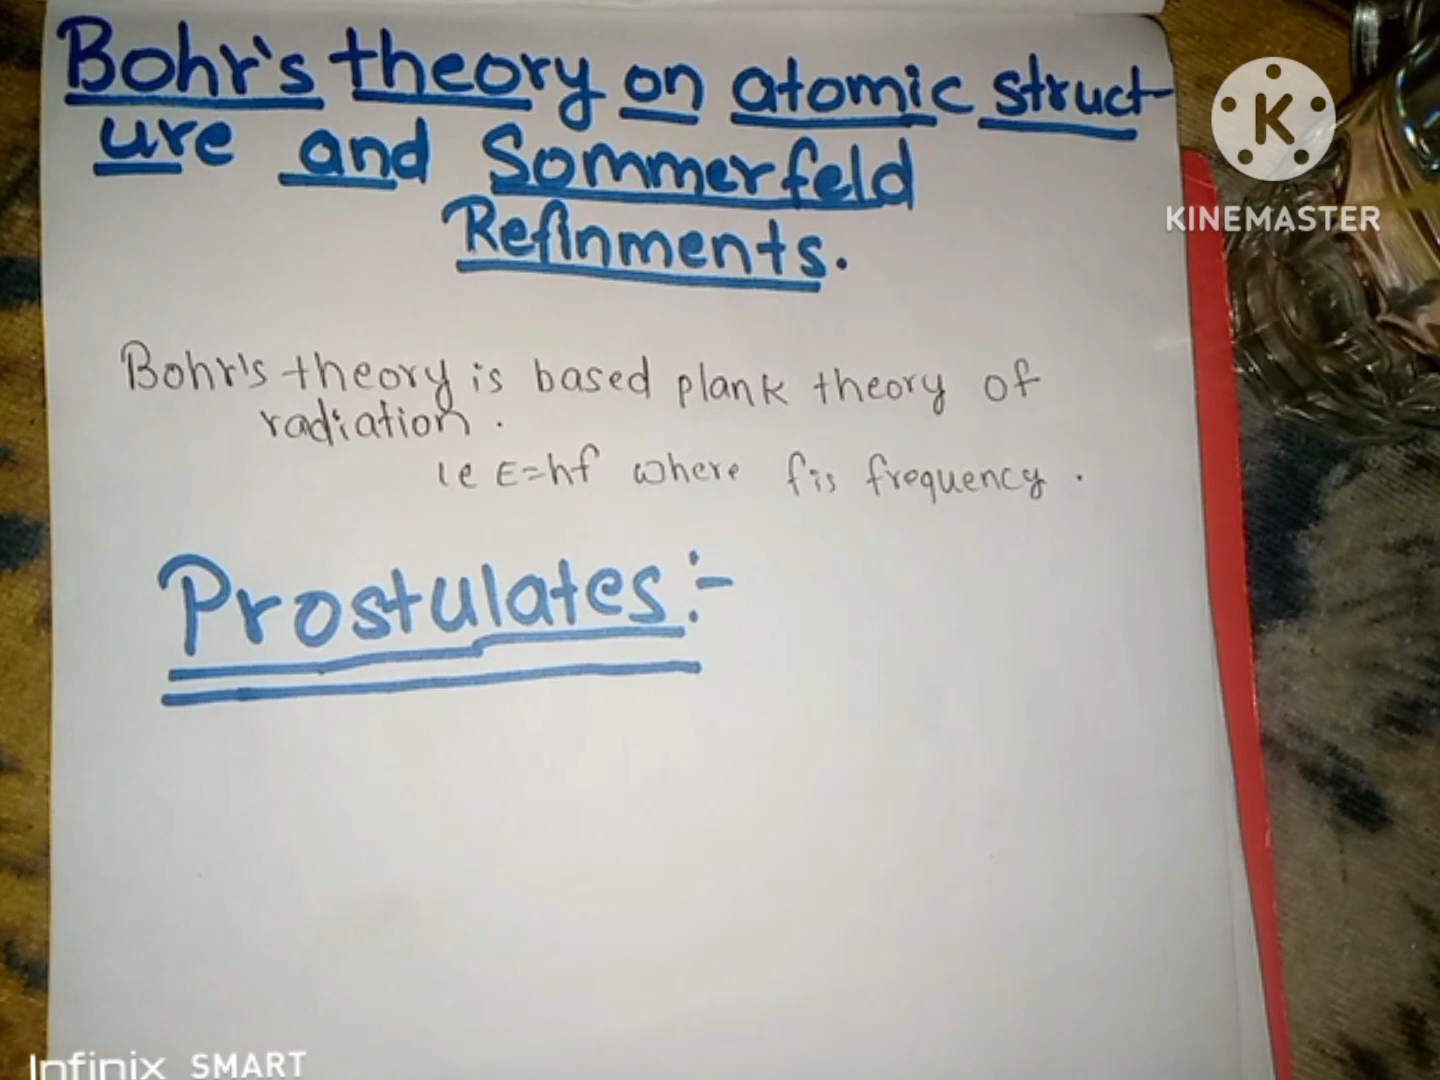 Bohr's theory on atomic struct-
ure and Sommerfeld
Refinments.
KINEMASTER
Bohr's theory is based plank theory of
radiation.
ie E=hf where f is frequency.
Prostulates:-
Infinix SMART